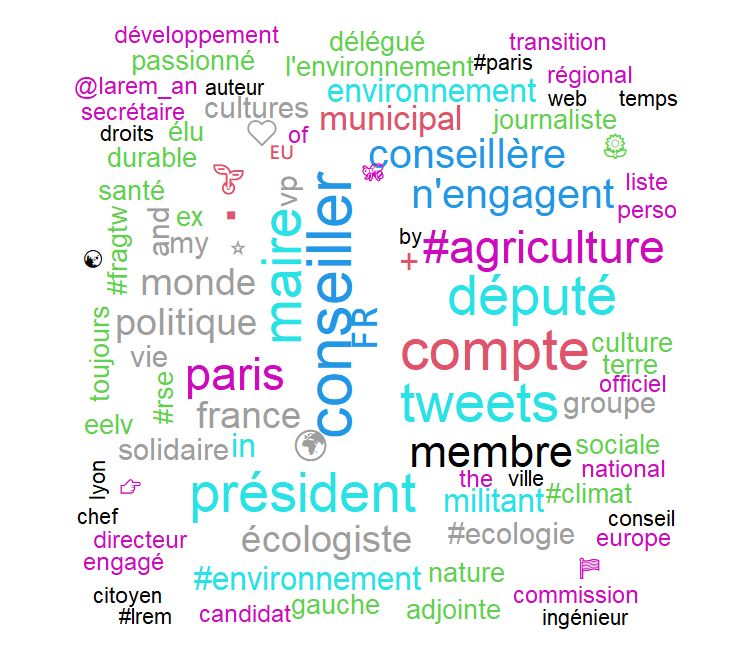 développement
délégué
transition
passionné
l'environnement
#paris
régional
@larem_an
auteur
environnement
web
temps
secrétaire
cultures
municipal
journaliste
droits
élu
of
EU
durable
conseillère
santé
vp
n'engagent
liste
perso
#fragtw
and
ex
my
maire
conseiller
by
+
#agriculture
monde
député
politique
FR
toujours
vie
paris
compte
culture
terre
#rse
officiel
france
tweets
groupe
eelv
solidaire
in
membre
sociale
lyon
the
ville
national
président
militant
#climat
chef
conseil
directeur
écologiste
#ecologie
europe
engagé
#environnement
nature
citoyen
commission
#lrem
candidat
gauche
adjointe
ingénieur